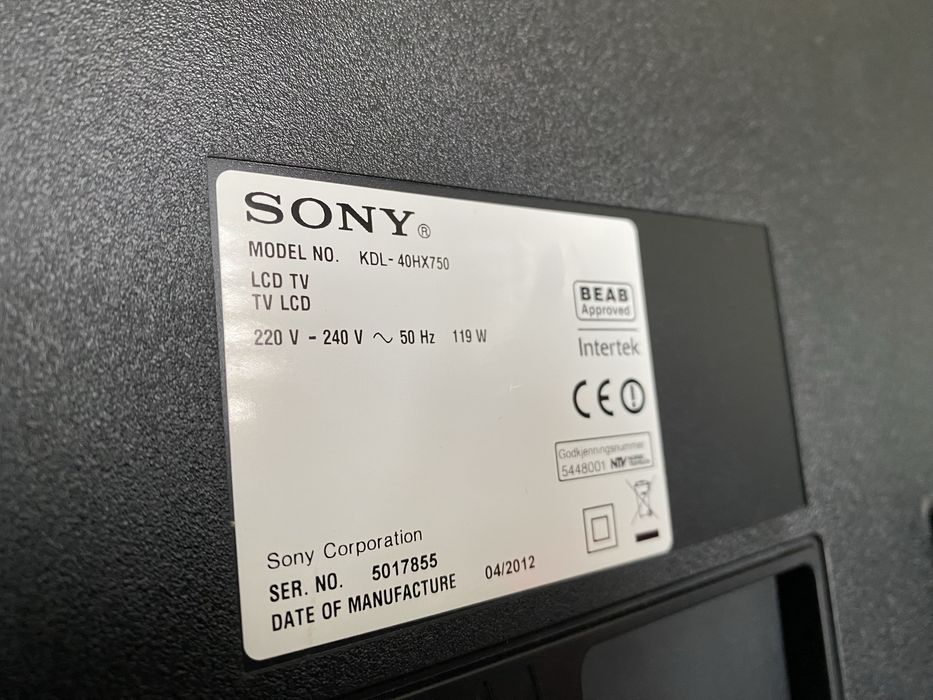 SONY®
MODEL NO. KDL-40HX750
LCD TV
TV LCD
220 V - 240 V ~ 50 Hz 119 W
BEAB
Approved
Intertek
CE
Godkjenningsnummer:
5448001 NTV
Sony Corporation
SER. NO. 5017855
DATE OF MANUFACTURE 04/2012